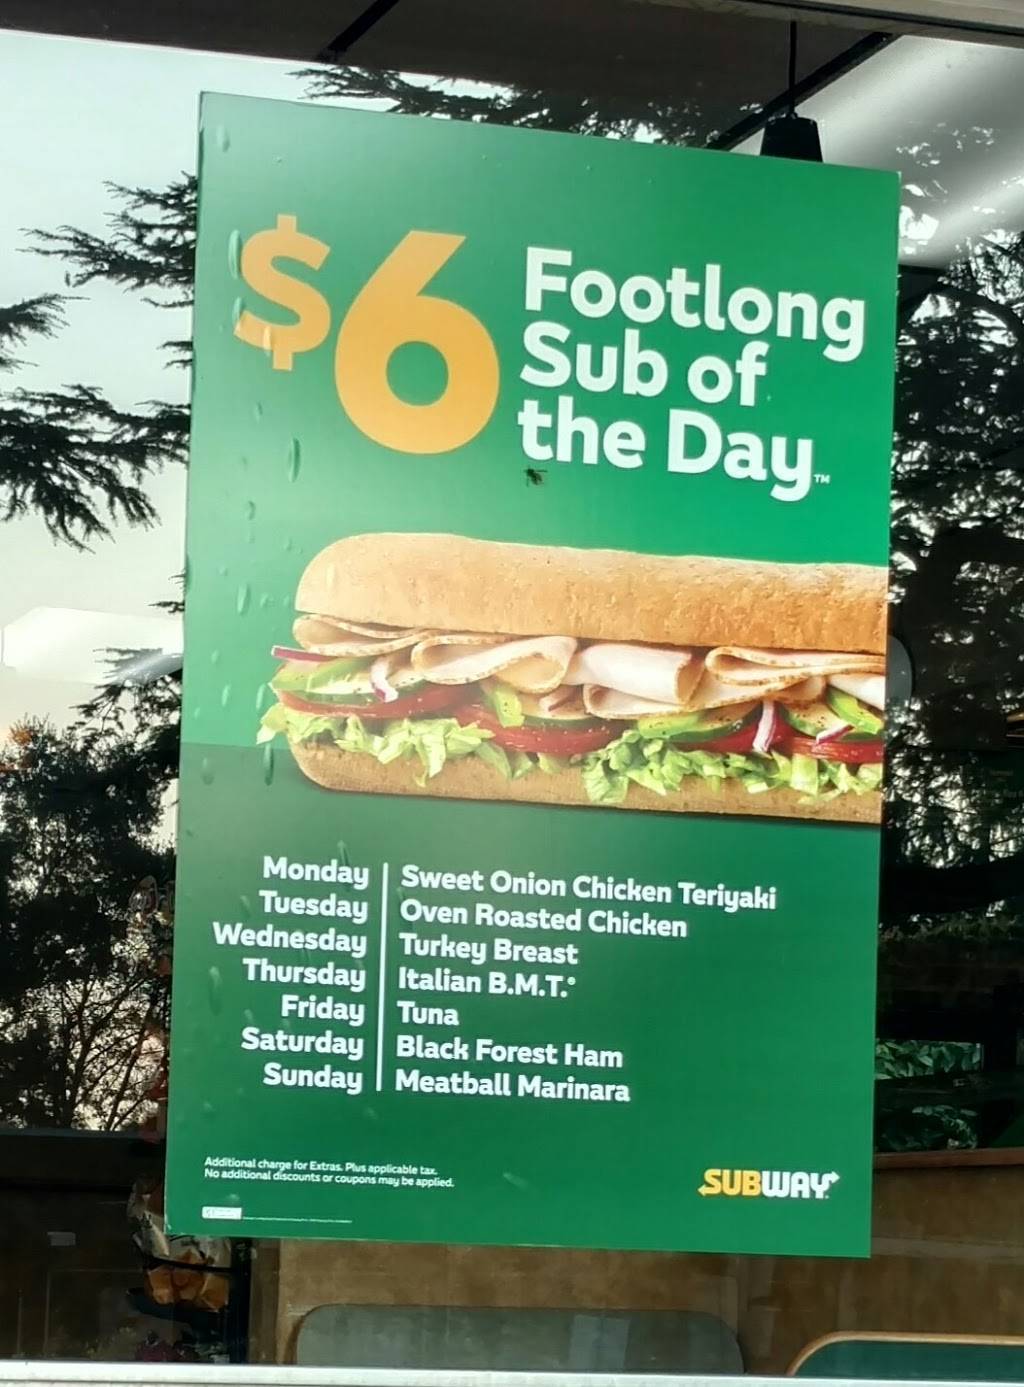 $6
Footlong
Sub of
the Day™
Monday Sweet Onion Chicken Teriyaki
Tuesday Oven Roasted Chicken
Wednesday Turkey Breast
Thursday Italian B.M.T.®
Friday Tuna
Saturday Black Forest Ham
Sunday Meatball Marinara
Additional charge for Extras. Plus applicable tax.
No additional discounts or coupons may be applied.
SUBWAY